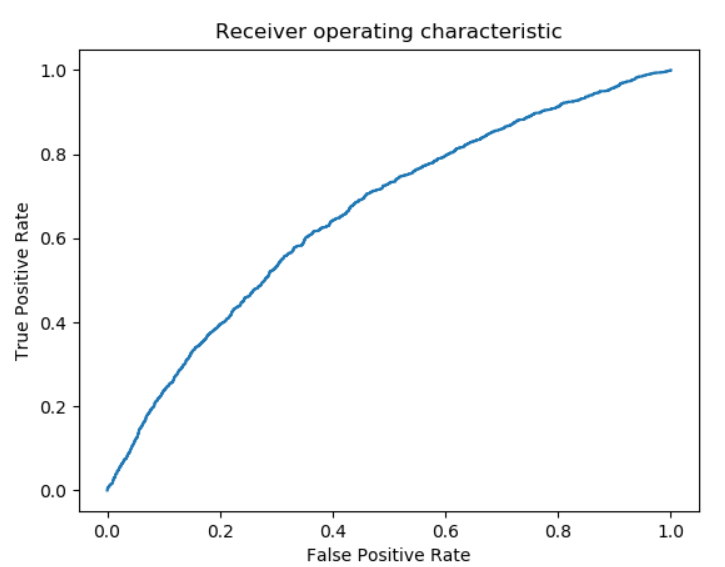 Receiver operating characteristic
1.0
0.8
0.6
0.4
0.2
0.0
True Positive Rate
0.0 0.2 0.4 0.6 0.8 1.0
False Positive Rate